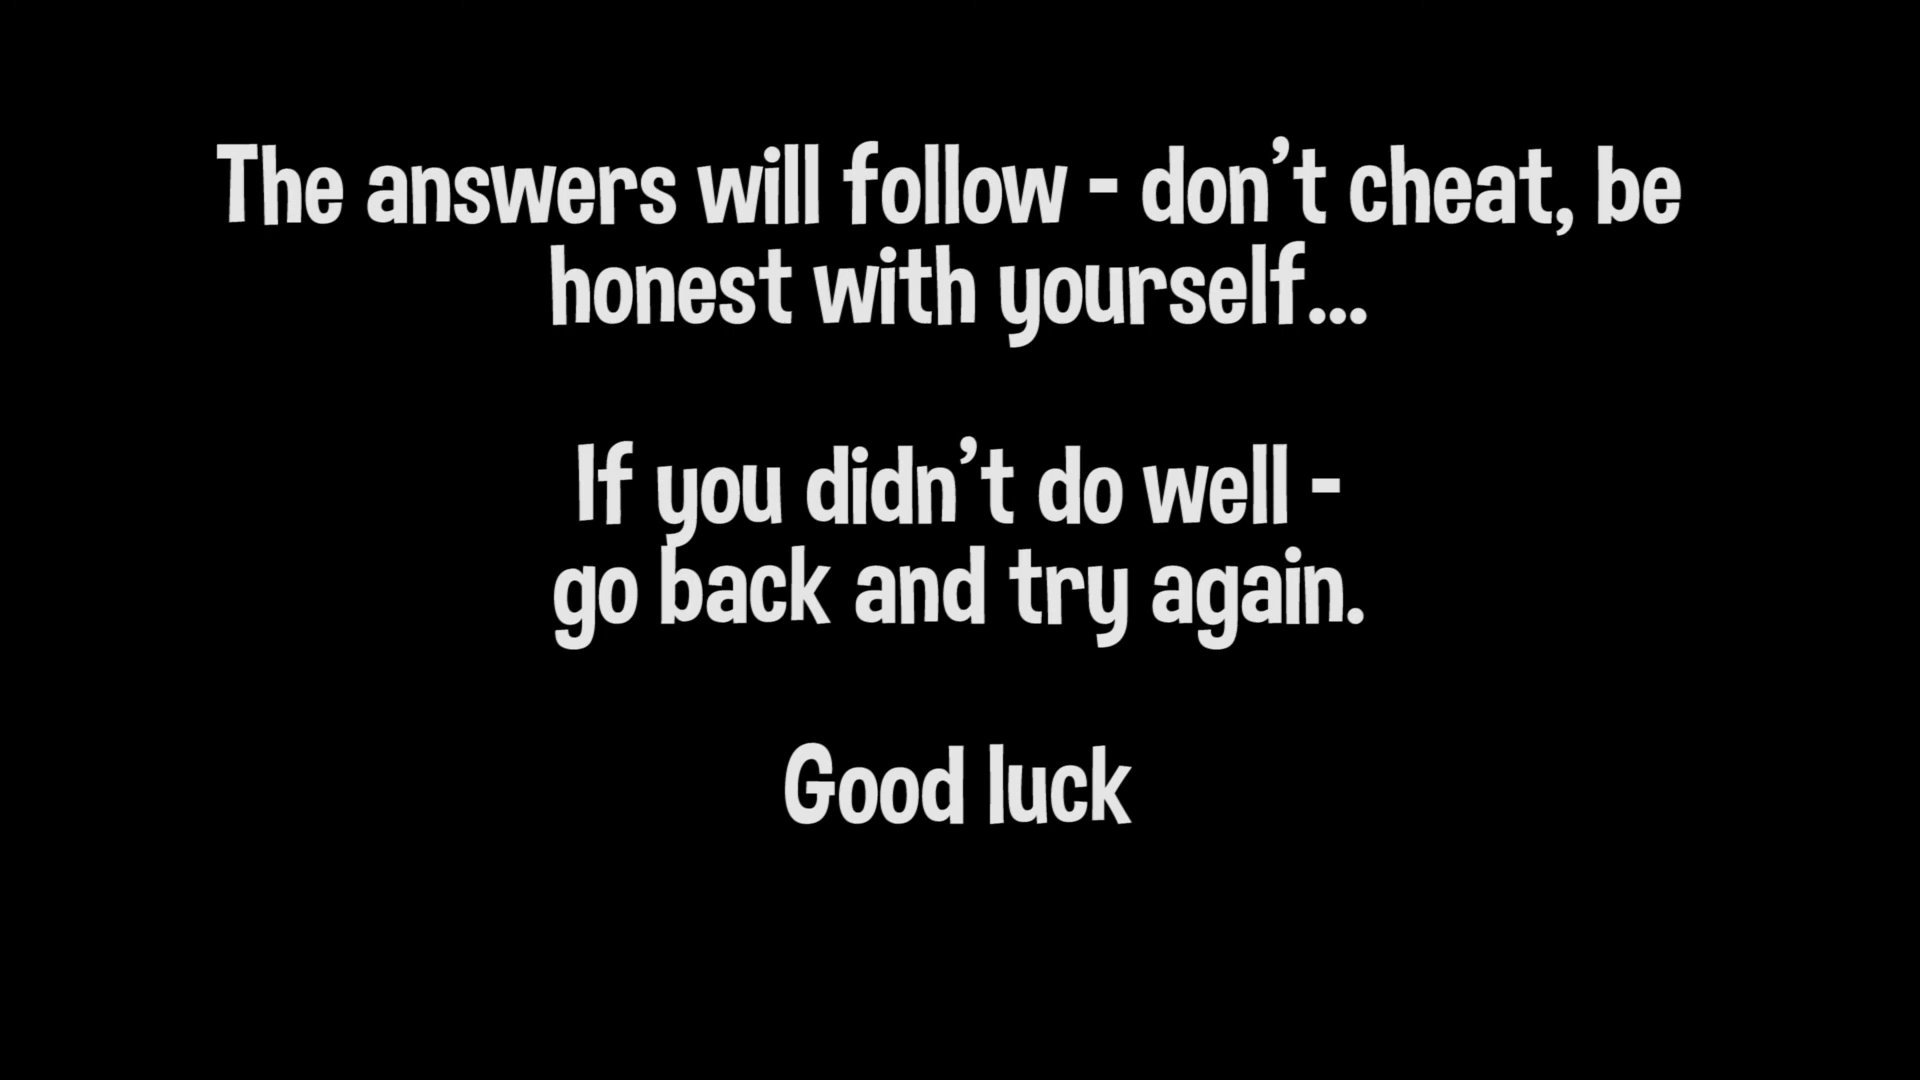 The answers will follow - don’t cheat, be
honest with yourself...
If you didn’t do well -
go back and try again.
Good luck